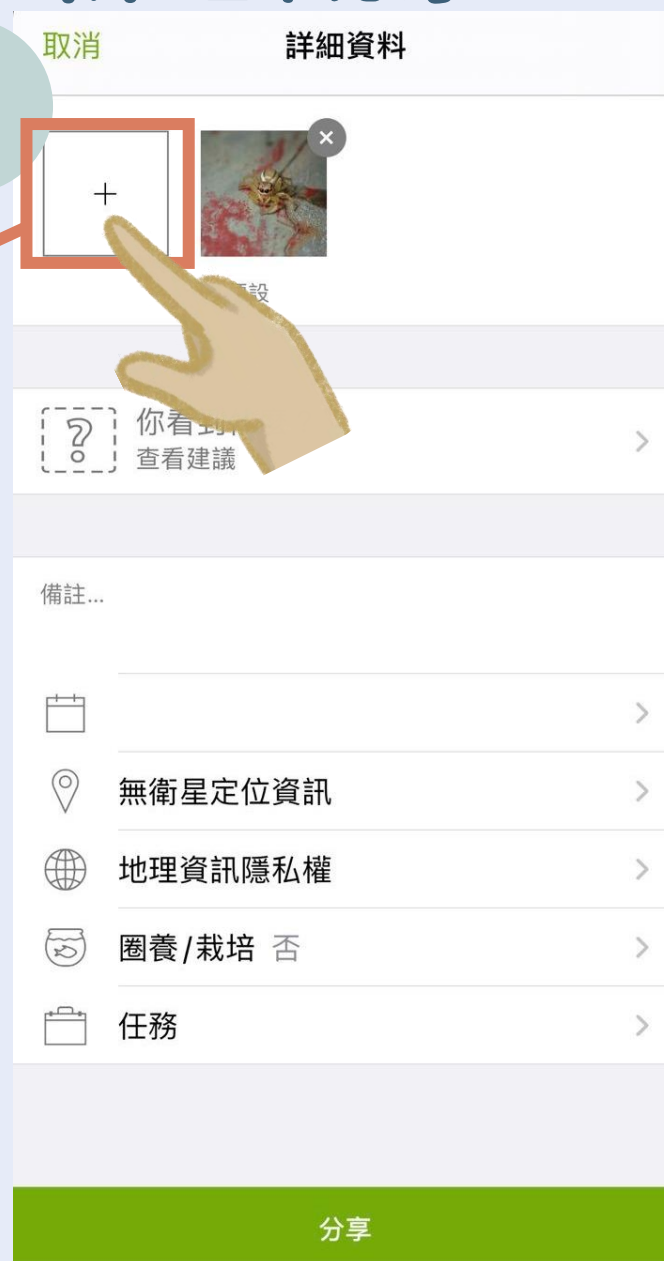 取消
詳細資料
+
設
你看到
查看建議
備註...
無衛星定位資訊
地理資訊隱私權
圈養/栽培 否
任務
分享